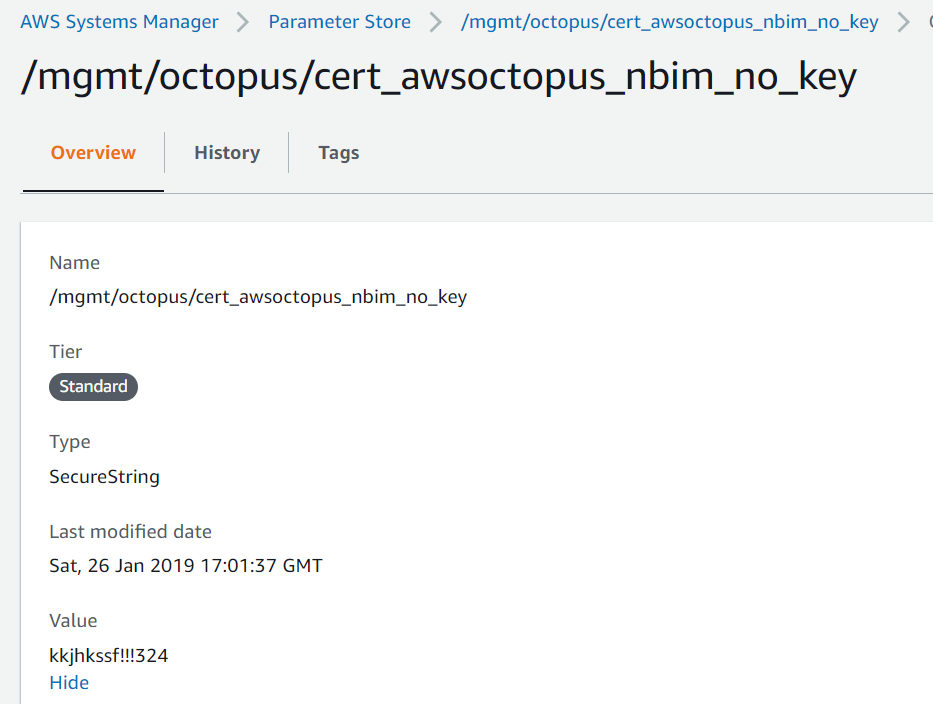 AWS Systems Manager > Parameter Store > /mgmt/octopus/cert_awsoctopus_nbim_no_key >
/mgmt/octopus/cert_awsoctopus_nbim_no_key
Overview History Tags
Name
/mgmt/octopus/cert_awsoctopus_nbim_no_key
Tier
Standard
Type
SecureString
Last modified date
Sat, 26 Jan 2019 17:01:37 GMT
Value
kkjhkssf!!!324
Hide